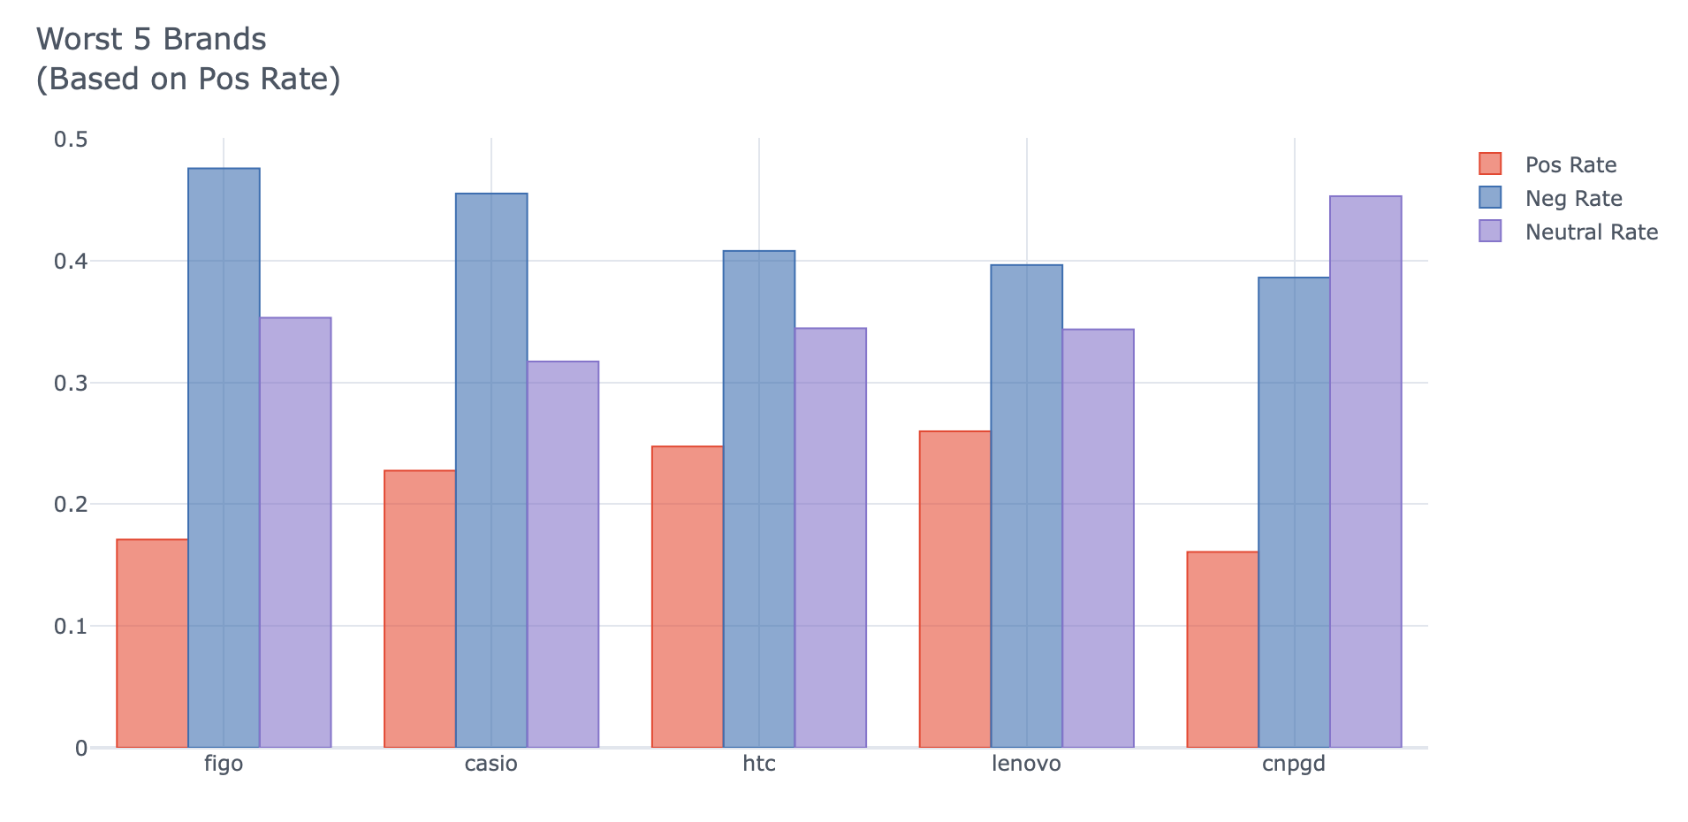 Worst 5 Brands
(Based on Pos Rate)
0.5
0.4
0.3
0.2
0.1
0
figo casio htc lenovo cnpgd
Pos Rate
Neg Rate
Neutral Rate